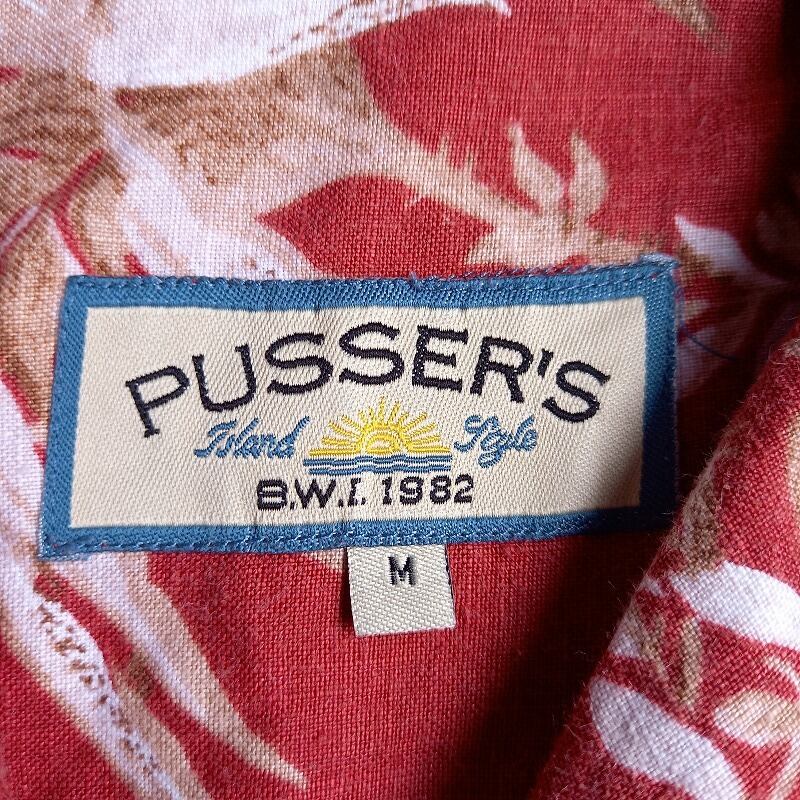 PUSSER'S
Island Style
B.W.I. 1982
M